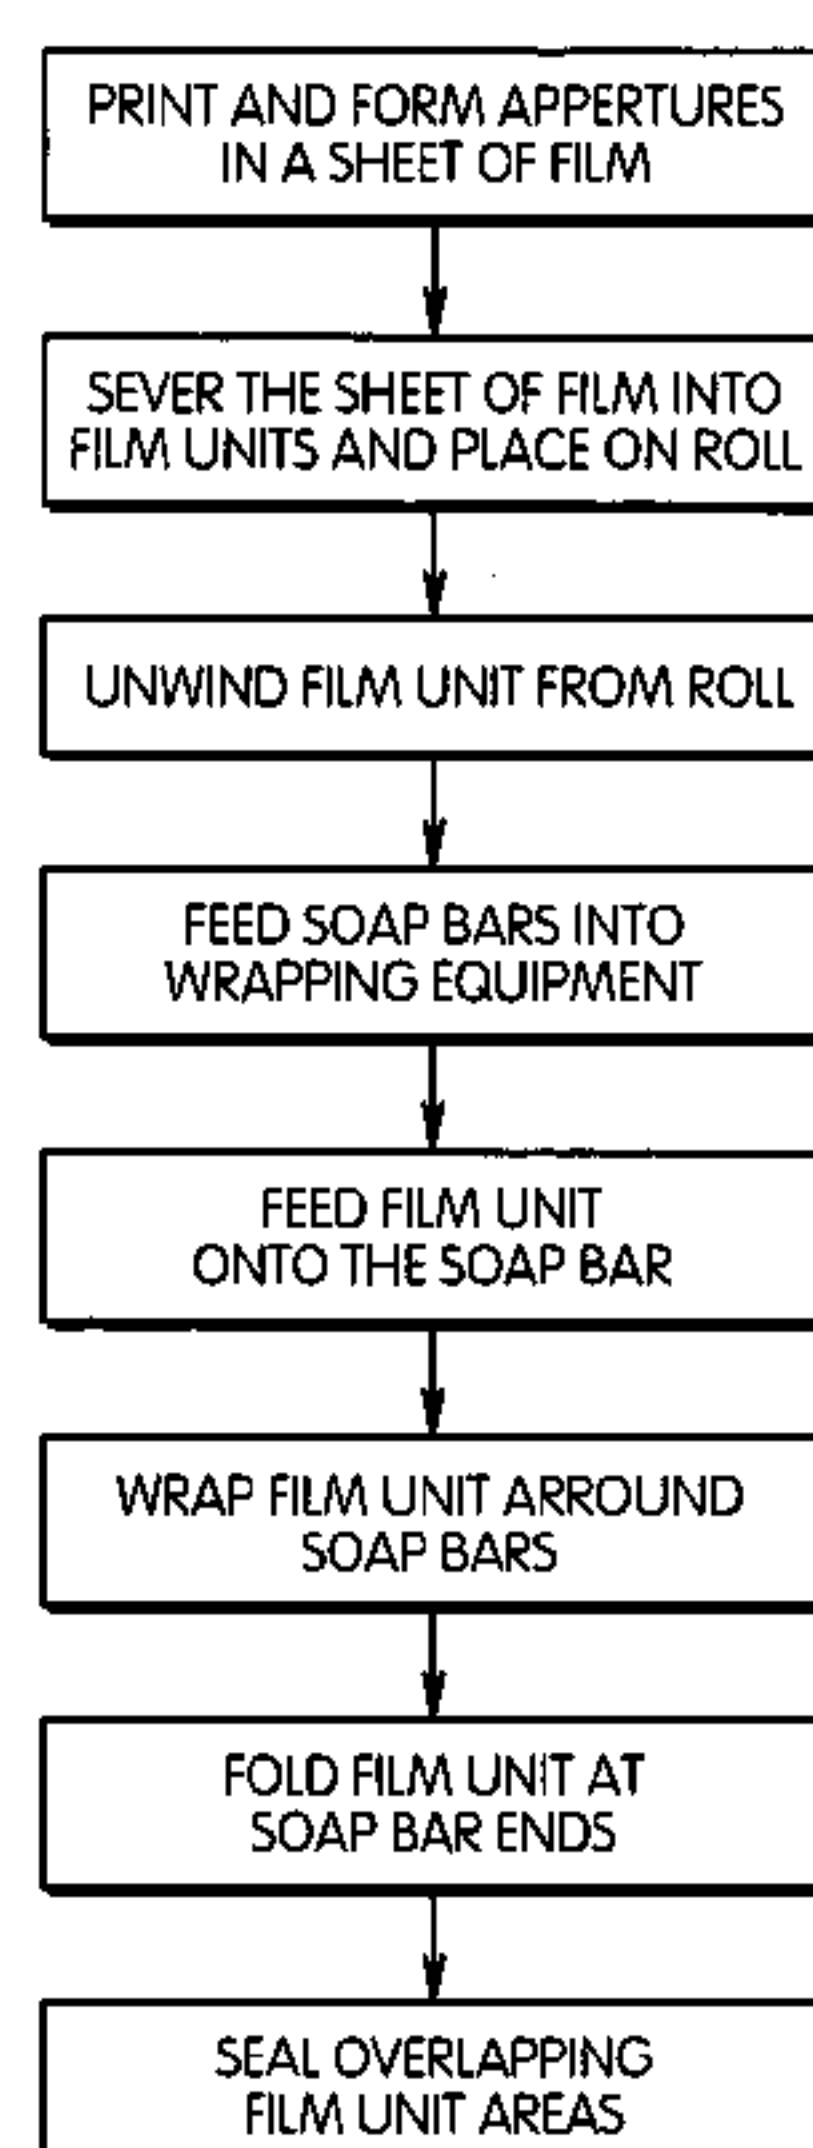 PRINT AND FORM APPERTURES
IN A SHEET OF FILM
SEVER THE SHEET OF FILM INTO
FILM UNITS AND PLACE ON ROLL
UNWIND FILM UNIT FROM ROLL
FEED SOAP BARS INTO
WRAPPING EQUIPMENT
FEED FILM UNIT
ONTO THE SOAP BAR
WRAP FILM UNIT ARROUND
SOAP BARS
FOLD FILM UNIT AT
SOAP BAR ENDS
SEAL OVERLAPPING
FILM UNIT AREAS